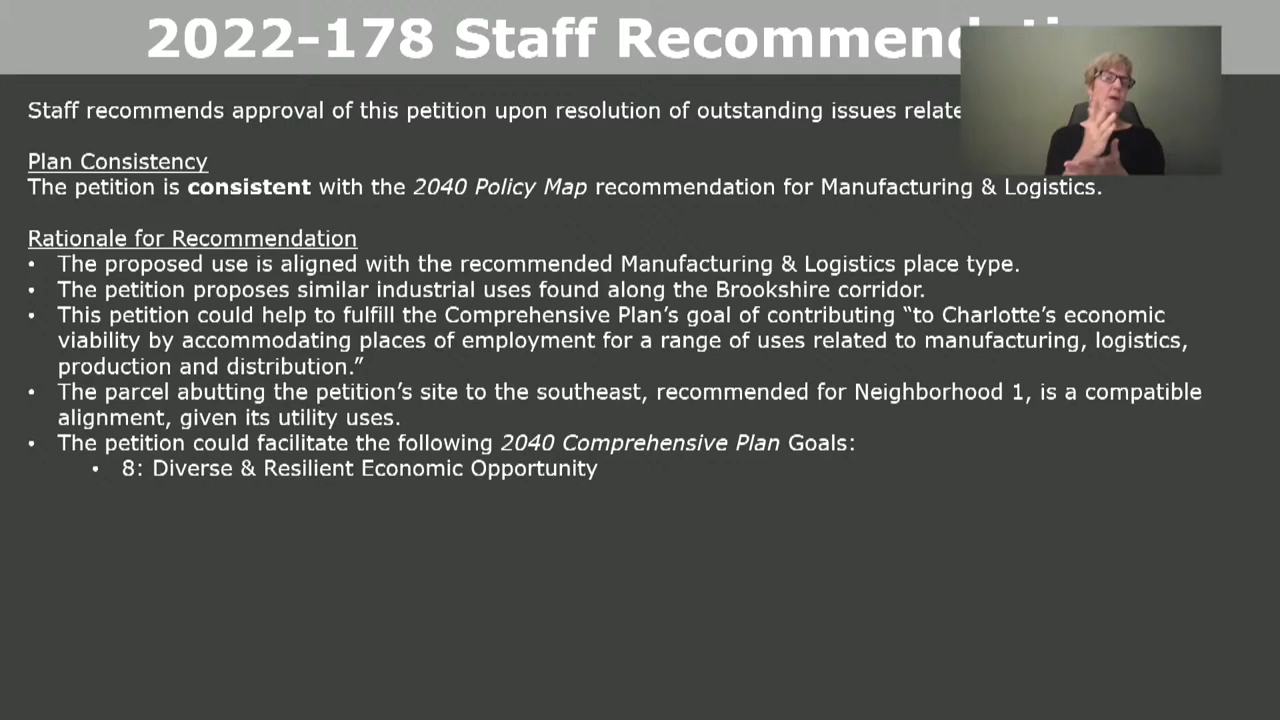 2022-178 Staff
Staff recommends approval of this petition upon resolution of outstanding issues
Plan Consistency
The petition is consistent with the 2040 Policy Map recommendation for Manufacturing & Logistics.
Rationale for Recommendation
• The proposed use is aligned with the recommended Manufacturing & Logistics place type.
• The petition proposes similar industrial uses found along the Brookshire corridor.
• This petition could help to fulfill the Comprehensive Plan’s goal of contributing “to Charlotte’s economic
viability by accommodating places of employment for a range of uses related to manufacturing, logistics,
production and distribution.”
• The parcel abutting the petition’s site to the southeast, recommended for Neighborhood 1, is a compatible
alignment, given its utility uses.
• The petition could facilitate the following 2040 Comprehensive Plan Goals:
• 8: Diverse & Resilient Economic Opportunity